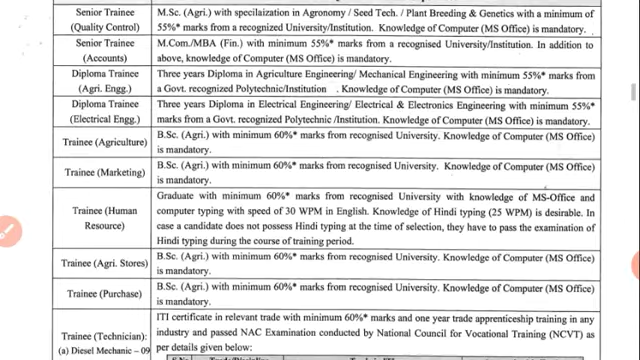 Senior Trainee
(Quality Control)
M.Sc. (Agri.) with specilaization in Agronomy / Seed Tech. / Plant Breeding & Genetics with a minimum of
55%* marks from a recognized University/Institution. Knowledge of Computer (MS Office) is mandatory.
Senior Trainee
(Accounts)
M.Com./MBA (Fin.) with minimum 55%* marks from a recognized University/Institution. In addition to
above, knowledge of Computer (MS Office) is mandatory.
Diploma Trainee
(Agri. Engg.)
Three years Diploma in Agriculture Engineering/ Mechanical Engineering with minimum 55%* marks from
a Govt. recognized Polytechnic/Institution . Knowledge of Computer (MS Office) is mandatory.
Diploma Trainee
(Electrical Engg.)
Three years Diploma in Electrical Engineering/ Electrical & Electronics Engineering with minimum 55%*
marks from a Govt. recognized Polytechnic /Institution. Knowledge of Computer (MS Office) is mandatory.
Trainee (Agriculture)
B.Sc. (Agri.) with minimum 60%* marks from recognised University. Knowledge of Computer (MS Office)
is mandatory.
Trainee (Marketing)
B.Sc. (Agri.) with minimum 60%* marks from recognised University. Knowledge of Computer (MS Office)
is mandatory.
Trainee (Human
Resource)
Graduate with minimum 60%* marks from recognised University with knowledge of MS-Office and
computer typing with speed of 30 WPM in English. Knowledge of Hindi typing (25 WPM) is desirable. In
case a candidate does not possess Hindi typing at the time of selection, they have to pass the examination of
Hindi typing during the course of training period.
Trainee (Agri. Stores)
B.Sc. (Agri.) with minimum 60%* marks from recognised University. Knowledge of Computer (MS Office)
is mandatory.
Trainee (Purchase)
B.Sc. (Agri.) with minimum 60%* marks from recognised University. Knowledge of Computer (MS Office)
is mandatory.
Trainee (Technician):
(a) Diesel Mechanic – 09
ITI certificate in relevant trade with minimum 60%* marks and one year trade apprenticeship training in any
industry and passed NAC Examination conducted by National Council for Vocational Training (NCVT) as
per details given below: